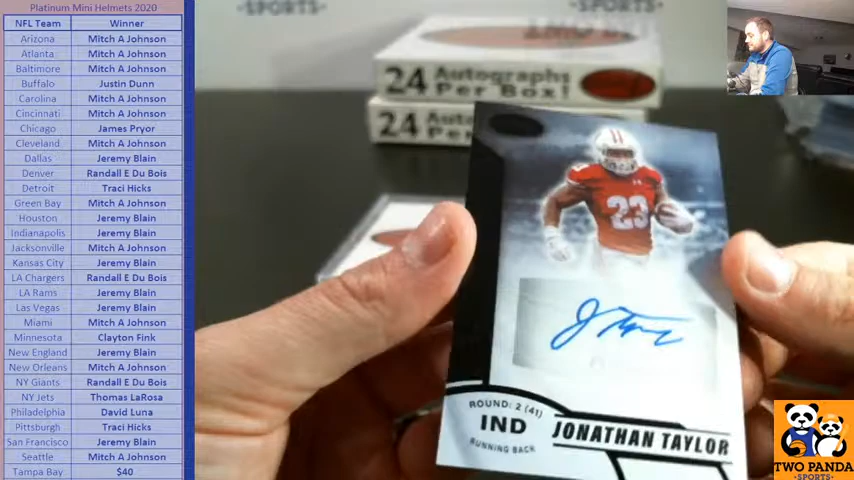 Platinum Mini Helmets 2020
NFL Team Winner
Arizona Mitch A Johnson
Atlanta Mitch A Johnson
Baltimore Mitch A Johnson
Buffalo Justin Dunn
Carolina Mitch A Johnson
Cincinnati Mitch A Johnson
Chicago James Pryor
Cleveland Mitch A Johnson
Dallas Jeremy Blain
Denver Randall E Du Bois
Detroit Traci Hicks
Green Bay Mitch A Johnson
Houston Jeremy Blain
Indianapolis Jeremy Blain
Jacksonville Mitch A Johnson
Kansas City Jeremy Blain
LA Chargers Randall E Du Bois
LA Rams Jeremy Blain
Las Vegas Jeremy Blain
Miami Mitch A Johnson
Minnesota Clayton Fink
New England Jeremy Blain
New Orleans Mitch A Johnson
NY Giants Randall E Du Bois
NY Jets Thomas LaRosa
Philadelphia David Luna
Pittsburgh Traci Hicks
San Francisco Jeremy Blain
Seattle Mitch A Johnson
Tampa Bay $40
SPORTS
24 Autographs
Per Box!
24 Auto
Per
23
ROUND: 2 (41)
IND
RUNNING BACK
JONATHAN TAYLOR
TWO PANDA
SPORTS